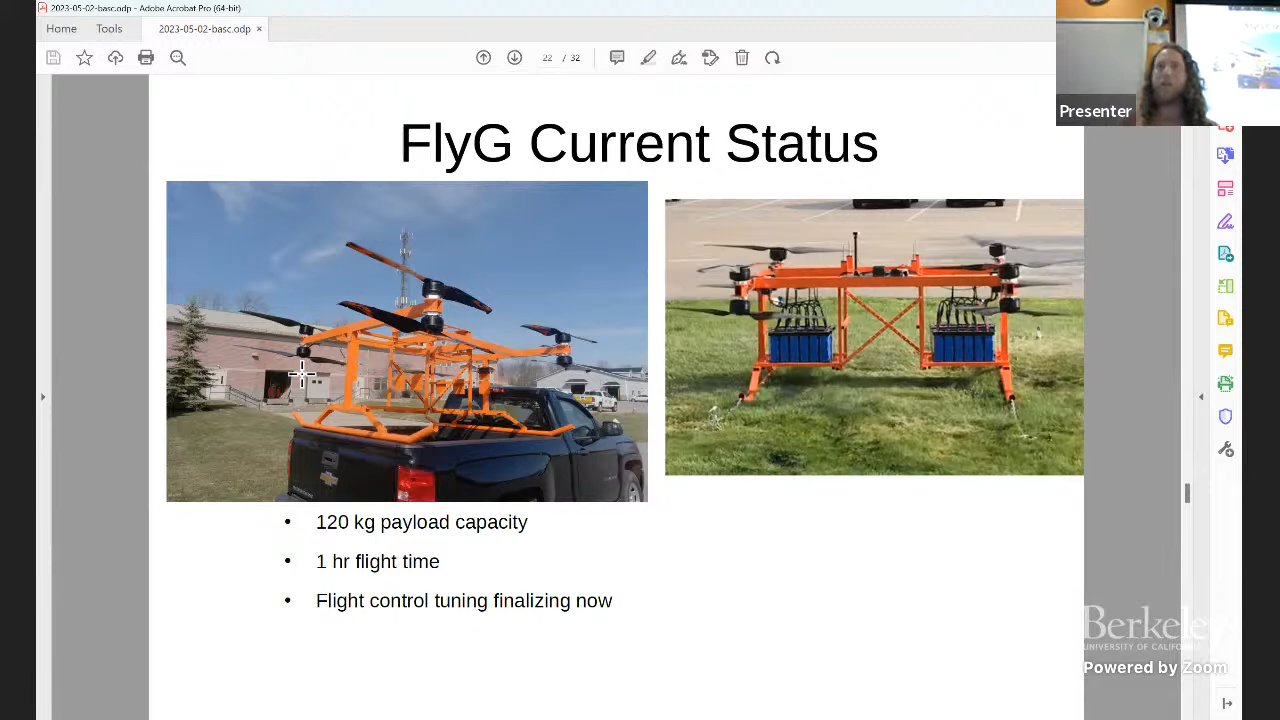 2023-05-02-basc.odp - Adobe Acrobat Pro (64-bit)
Home
Tools
2023-05-02-basc.odp ×
22 / 32
Presenter
FlyG Current Status
• 120 kg payload capacity
• 1 hr flight time
• Flight control tuning finalizing now
Berkeley
UNIVERSITY OF CALIFORNIA
Powered by Zoom